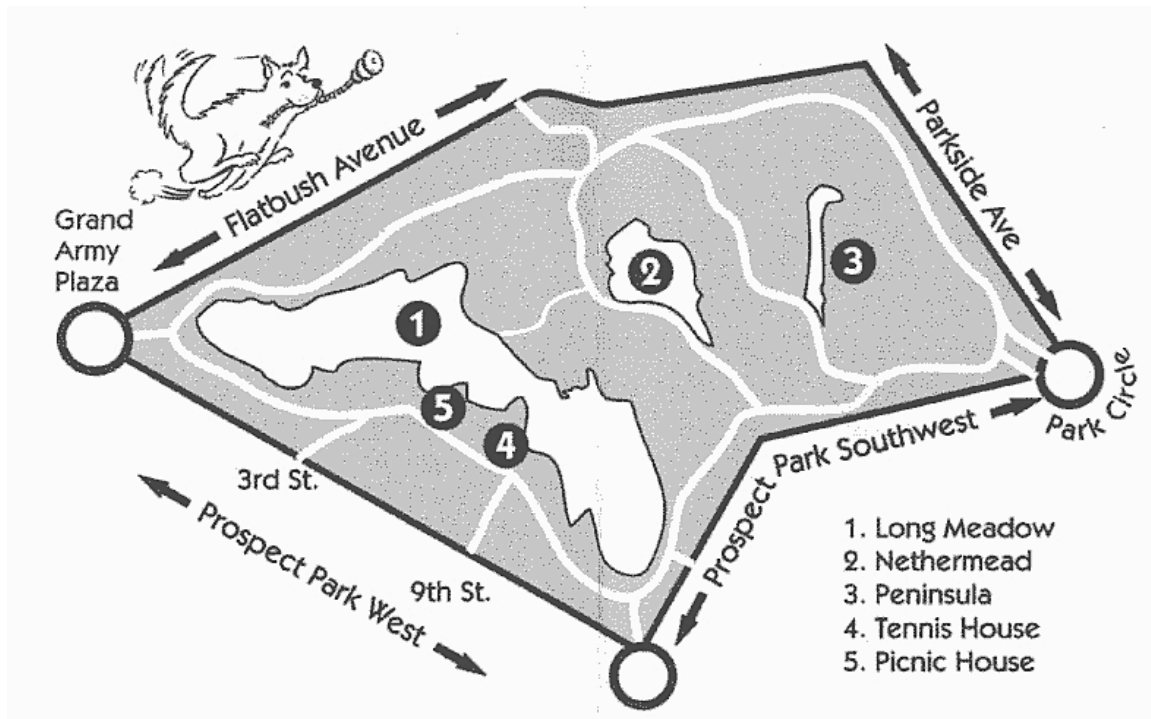 Grand
Army
Plaza
Flatbush Avenue
Parkside Ave
1
2
3
5
4
3rd St.
9th St.
Prospect Park West
Prospect Park Southwest
Park Circle
1. Long Meadow
2. Nethermead
3. Peninsula
4. Tennis House
5. Picnic House